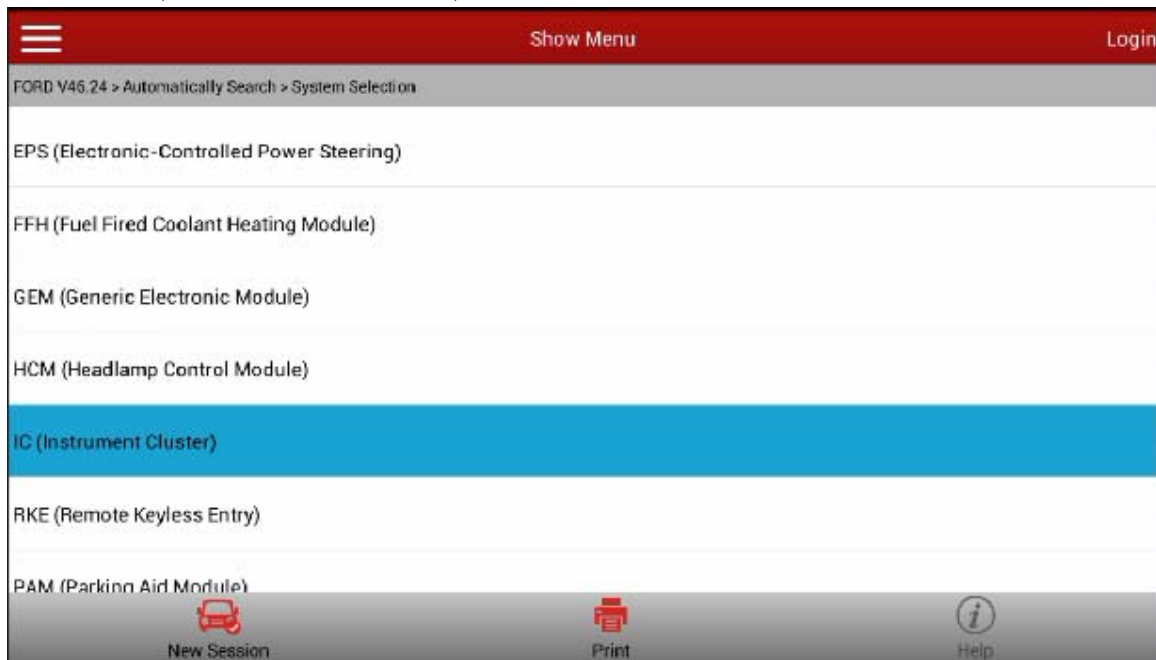 Show Menu
Login
FORD V46.24 > Automatically Search > System Selection
EPS (Electronic-Controlled Power Steering)
FFH (Fuel Fired Coolant Heating Module)
GEM (Generic Electronic Module)
HCM (Headlamp Control Module)
IC (Instrument Cluster)
RKE (Remote Keyless Entry)
PAM (Parking Aid Module)
New Session
Print
Help